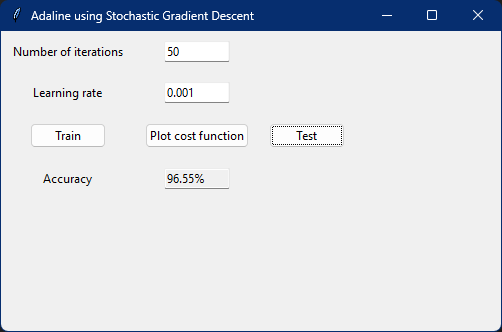 Adaline using Stochastic Gradient Descent
Number of iterations 50
Learning rate 0.001
Train Plot cost function Test
Accuracy 96.55%